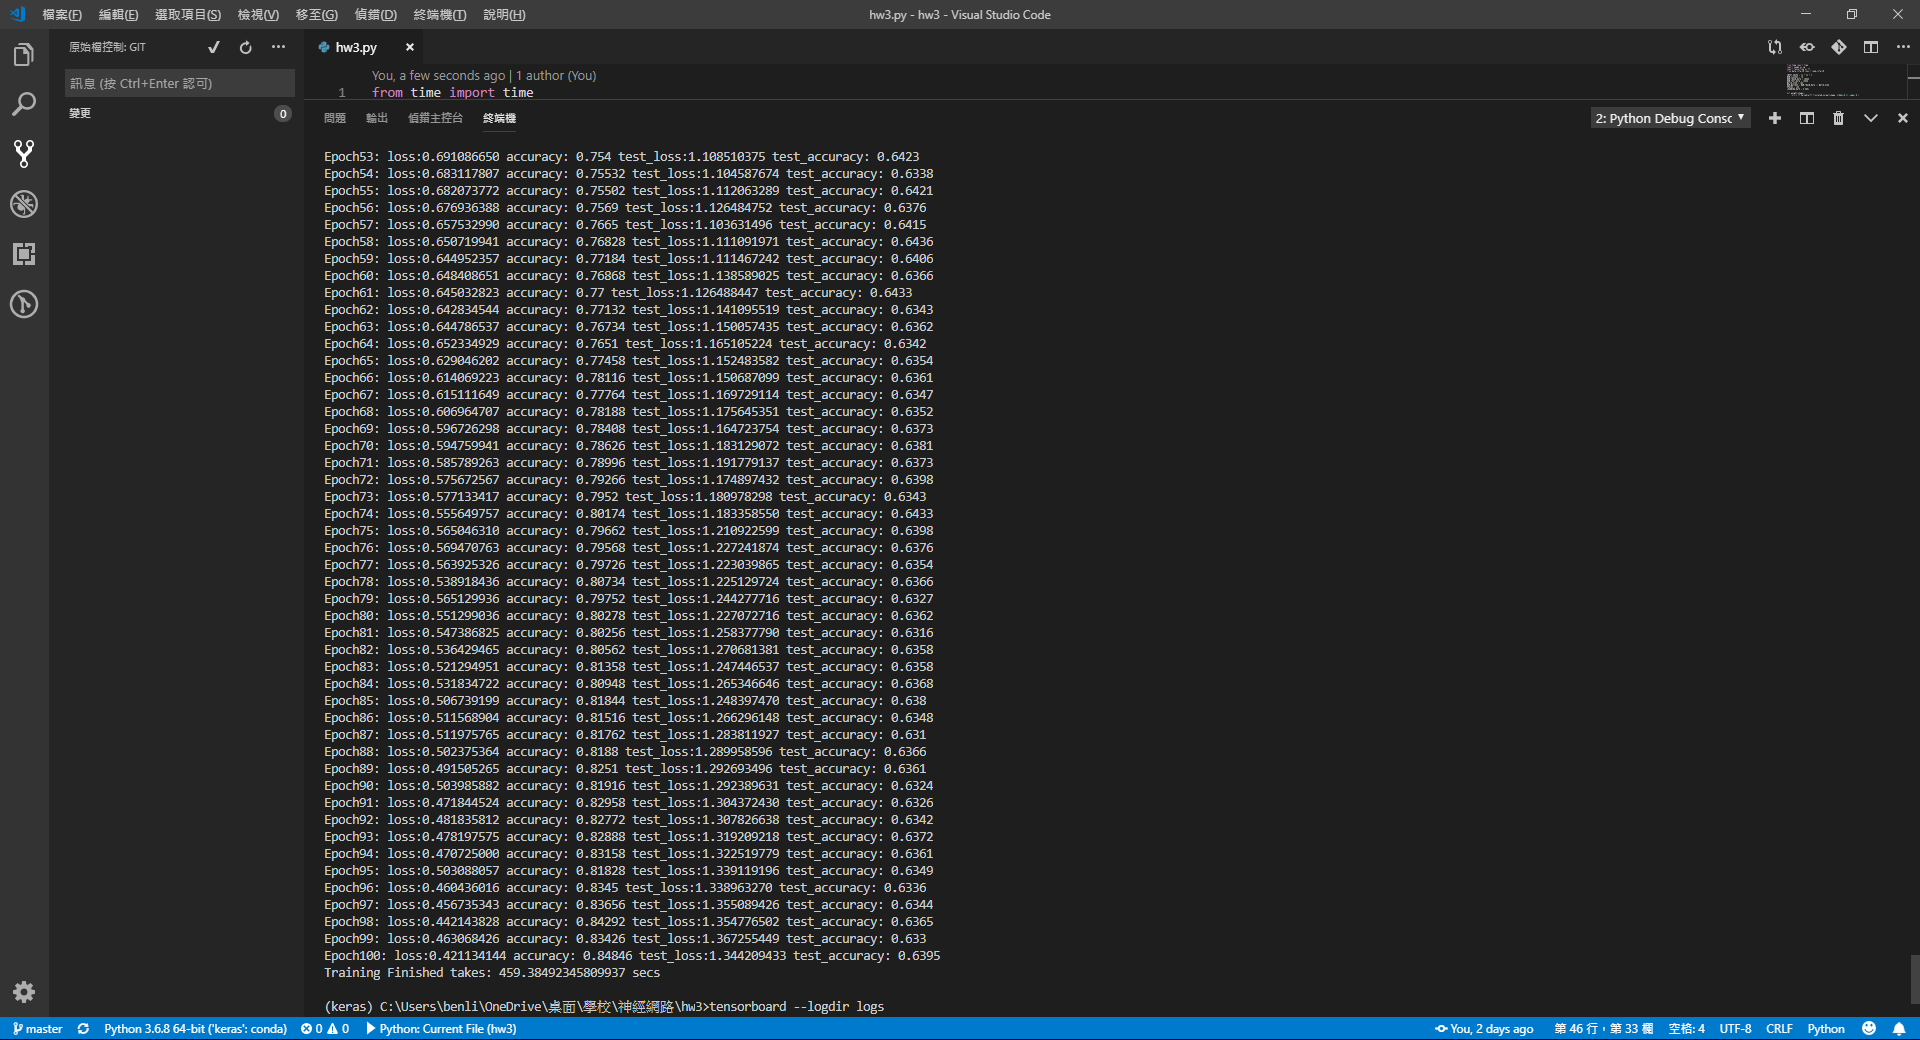 檔案(F) 編輯(E) 選取項目(S) 檢視(V) 移至(G) 偵錯(D) 終端機(T) 說明(H)
hw3.py - hw3 - Visual Studio Code
原始檔控制: GIT
訊息 (按 Ctrl+Enter 認可)
變更
0
hw3.py
You, a few seconds ago | 1 author (You)
1 from time import time
問題 輸出 偵錯主控台 終端機
2: Python Debug Consc
Epoch53: loss:0.691086650 accuracy: 0.754 test_loss:1.108510375 test_accuracy: 0.6423
Epoch54: loss:0.683117807 accuracy: 0.75532 test_loss:1.104587674 test_accuracy: 0.6338
Epoch55: loss:0.682073772 accuracy: 0.75502 test_loss:1.112063289 test_accuracy: 0.6421
Epoch56: loss:0.676936388 accuracy: 0.7569 test_loss:1.126484752 test_accuracy: 0.6376
Epoch57: loss:0.657532990 accuracy: 0.7665 test_loss:1.103631496 test_accuracy: 0.6415
Epoch58: loss:0.650719941 accuracy: 0.76828 test_loss:1.111091971 test_accuracy: 0.6436
Epoch59: loss:0.644952357 accuracy: 0.77184 test_loss:1.111467242 test_accuracy: 0.6406
Epoch60: loss:0.648408651 accuracy: 0.76868 test_loss:1.138589025 test_accuracy: 0.6366
Epoch61: loss:0.645032823 accuracy: 0.77 test_loss:1.126488447 test_accuracy: 0.6433
Epoch62: loss:0.642834544 accuracy: 0.77132 test_loss:1.141095519 test_accuracy: 0.6343
Epoch63: loss:0.644786537 accuracy: 0.76734 test_loss:1.150057435 test_accuracy: 0.6362
Epoch64: loss:0.652334929 accuracy: 0.7651 test_loss:1.165105224 test_accuracy: 0.6342
Epoch65: loss:0.629046202 accuracy: 0.77458 test_loss:1.152483582 test_accuracy: 0.6354
Epoch66: loss:0.614069223 accuracy: 0.78116 test_loss:1.150687099 test_accuracy: 0.6361
Epoch67: loss:0.615111649 accuracy: 0.77764 test_loss:1.169729114 test_accuracy: 0.6347
Epoch68: loss:0.606964707 accuracy: 0.78188 test_loss:1.175645351 test_accuracy: 0.6352
Epoch69: loss:0.596726298 accuracy: 0.78408 test_loss:1.164723754 test_accuracy: 0.6373
Epoch70: loss:0.594759941 accuracy: 0.78626 test_loss:1.183129072 test_accuracy: 0.6381
Epoch71: loss:0.585789263 accuracy: 0.78996 test_loss:1.191779137 test_accuracy: 0.6373
Epoch72: loss:0.575672567 accuracy: 0.79266 test_loss:1.174897432 test_accuracy: 0.6398
Epoch73: loss:0.577133417 accuracy: 0.7952 test_loss:1.180978298 test_accuracy: 0.6343
Epoch74: loss:0.555649757 accuracy: 0.80174 test_loss:1.183358550 test_accuracy: 0.6433
Epoch75: loss:0.565046310 accuracy: 0.79662 test_loss:1.210922599 test_accuracy: 0.6398
Epoch76: loss:0.569470763 accuracy: 0.79568 test_loss:1.227241874 test_accuracy: 0.6376
Epoch77: loss:0.563925326 accuracy: 0.79726 test_loss:1.223039865 test_accuracy: 0.6354
Epoch78: loss:0.538918436 accuracy: 0.80734 test_loss:1.225129724 test_accuracy: 0.6366
Epoch79: loss:0.565129936 accuracy: 0.79752 test_loss:1.244277716 test_accuracy: 0.6327
Epoch80: loss:0.551299036 accuracy: 0.80278 test_loss:1.227072716 test_accuracy: 0.6362
Epoch81: loss:0.547386825 accuracy: 0.80256 test_loss:1.258377790 test_accuracy: 0.6316
Epoch82: loss:0.536429465 accuracy: 0.80562 test_loss:1.270681381 test_accuracy: 0.6358
Epoch83: loss:0.521294951 accuracy: 0.81358 test_loss:1.247446537 test_accuracy: 0.6358
Epoch84: loss:0.531834722 accuracy: 0.80948 test_loss:1.265346646 test_accuracy: 0.6368
Epoch85: loss:0.506739199 accuracy: 0.81844 test_loss:1.248397470 test_accuracy: 0.638
Epoch86: loss:0.511568904 accuracy: 0.81516 test_loss:1.266296148 test_accuracy: 0.6348
Epoch87: loss:0.511975765 accuracy: 0.81762 test_loss:1.283811927 test_accuracy: 0.631
Epoch88: loss:0.502375364 accuracy: 0.8188 test_loss:1.289958596 test_accuracy: 0.6366
Epoch89: loss:0.491505265 accuracy: 0.8251 test_loss:1.292693496 test_accuracy: 0.6361
Epoch90: loss:0.503985882 accuracy: 0.81916 test_loss:1.292389631 test_accuracy: 0.6324
Epoch91: loss:0.471844524 accuracy: 0.82958 test_loss:1.304372430 test_accuracy: 0.6326
Epoch92: loss:0.481835812 accuracy: 0.82772 test_loss:1.307826638 test_accuracy: 0.6342
Epoch93: loss:0.478197575 accuracy: 0.82888 test_loss:1.319209218 test_accuracy: 0.6372
Epoch94: loss:0.470725000 accuracy: 0.83158 test_loss:1.322519779 test_accuracy: 0.6361
Epoch95: loss:0.503088057 accuracy: 0.81828 test_loss:1.339119196 test_accuracy: 0.6349
Epoch96: loss:0.460436016 accuracy: 0.8345 test_loss:1.338963270 test_accuracy: 0.6336
Epoch97: loss:0.456735343 accuracy: 0.83656 test_loss:1.355089426 test_accuracy: 0.6344
Epoch98: loss:0.442143828 accuracy: 0.84292 test_loss:1.354776502 test_accuracy: 0.6365
Epoch99: loss:0.463068426 accuracy: 0.83426 test_loss:1.367255449 test_accuracy: 0.633
Epoch100: loss:0.421134144 accuracy: 0.84846 test_loss:1.344209433 test_accuracy: 0.6395
Training Finished takes: 459.38492345809937 secs
(keras) C:\Users\benli\OneDrive\桌面\學校\神經網路\hw3>tensorboard --logdir logs
master Python 3.6.8 64-bit ('keras': conda) 0 0 Python: Current File (hw3) You, 2 days ago 第 46 行，第 33 欄 空格: 4 UTF-8 CRLF Python